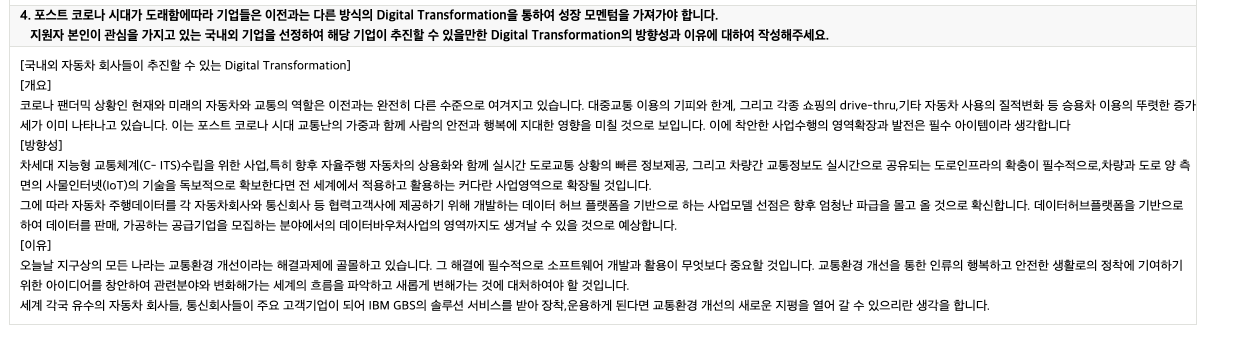 4. 포스트 코로나 시대가 도래함에따라 기업들은 이전과는 다른 방식의 Digital Transformation을 통하여 성장 모멘텀을 가져가야 합니다.
지원자 본인이 관심을 가지고 있는 국내외 기업을 선정하여 해당 기업이 추진할 수 있을만한 Digital Transformation의 방향성과 이유에 대하여 작성해주세요.
[국내외 자동차 회사들이 추진할 수 있는 Digital Transformation]
[개요]
코로나 팬더믹 상황인 현재와 미래의 자동차와 교통의 역할은 이전과는 완전히 다른 수준으로 여겨지고 있습니다. 대중교통 이용의 기피와 한계, 그리고 각종 쇼핑의 drive-thru,기타 자동차 사용의 질적변화 등 승용차 이용의 뚜렷한 증가
세가 이미 나타나고 있습니다. 이는 포스트 코로나 시대 교통난의 가중과 함께 사람의 안전과 행복에 지대한 영향을 미칠 것으로 보입니다. 이에 착안한 사업수행의 영역확장과 발전은 필수 아이템이라 생각합니다
[방향성]
차세대 지능형 교통체계(C- ITS)수립을 위한 사업,특히 향후 자율주행 자동차의 상용화와 함께 실시간 도로교통 상황의 빠른 정보제공, 그리고 차량간 교통정보도 실시간으로 공유되는 도로인프라의 확충이 필수적으로,차량과 도로 양 측
면의 사물인터넷(IoT)의 기술을 독보적으로 확보한다면 전 세계에서 적용하고 활용하는 커다란 사업영역으로 확장될 것입니다.
그에 따라 자동차 주행데이터를 각 자동차회사와 통신회사 등 협력고객사에 제공하기 위해 개발하는 데이터 허브 플랫폼을 기반으로 하는 사업모델 선점은 향후 엄청난 파급을 몰고 올 것으로 확신합니다. 데이터허브플랫폼을 기반으로
하여 데이터를 판매, 가공하는 공급기업을 모집하는 분야에서의 데이터바우쳐사업의 영역까지도 생겨날 수 있을 것으로 예상합니다.
[이유]
오늘날 지구상의 모든 나라는 교통환경 개선이라는 해결과제에 골몰하고 있습니다. 그 해결에 필수적으로 소프트웨어 개발과 활용이 무엇보다 중요할 것입니다. 교통환경 개선을 통한 인류의 행복하고 안전한 생활로의 정착에 기여하기
위한 아이디어를 창안하여 관련분야와 변화해가는 세계의 흐름을 파악하고 새롭게 변해가는 것에 대처하여야 할 것입니다.
세계 각국 유수의 자동차 회사들, 통신회사들이 주요 고객기업이 되어 IBM GBS의 솔루션 서비스를 받아 장착,운용하게 된다면 교통환경 개선의 새로운 지평을 열어 갈 수 있으리란 생각을 합니다.